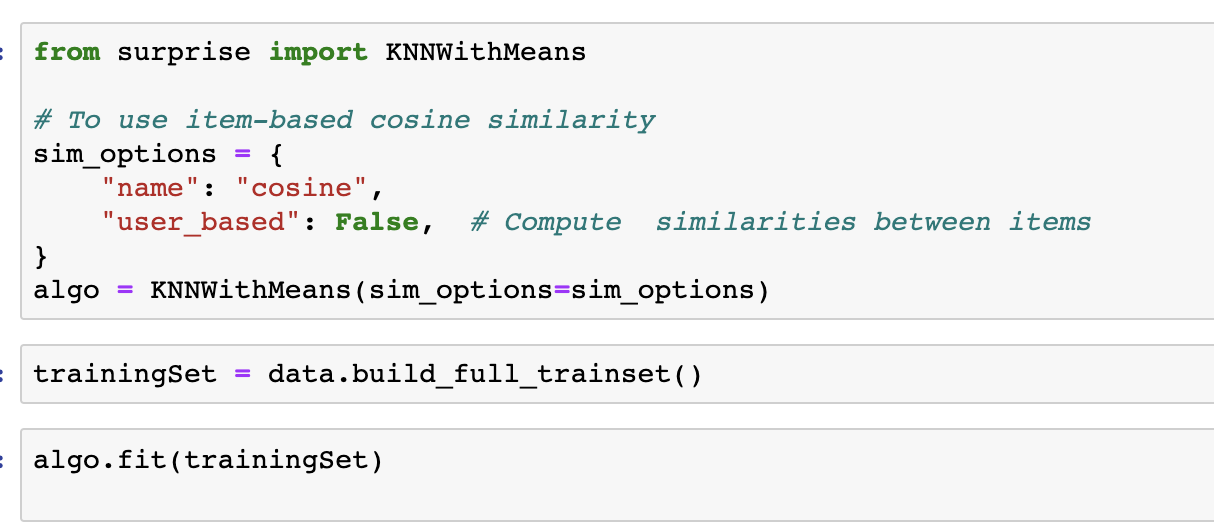 from surprise import KNNWithMeans
# To use item-based cosine similarity
sim_options = {
    "name": "cosine",
    "user_based": False,  # Compute  similarities between items
}
algo = KNNWithMeans(sim_options=sim_options)
trainingSet = data.build_full_trainset()
algo.fit(trainingSet)